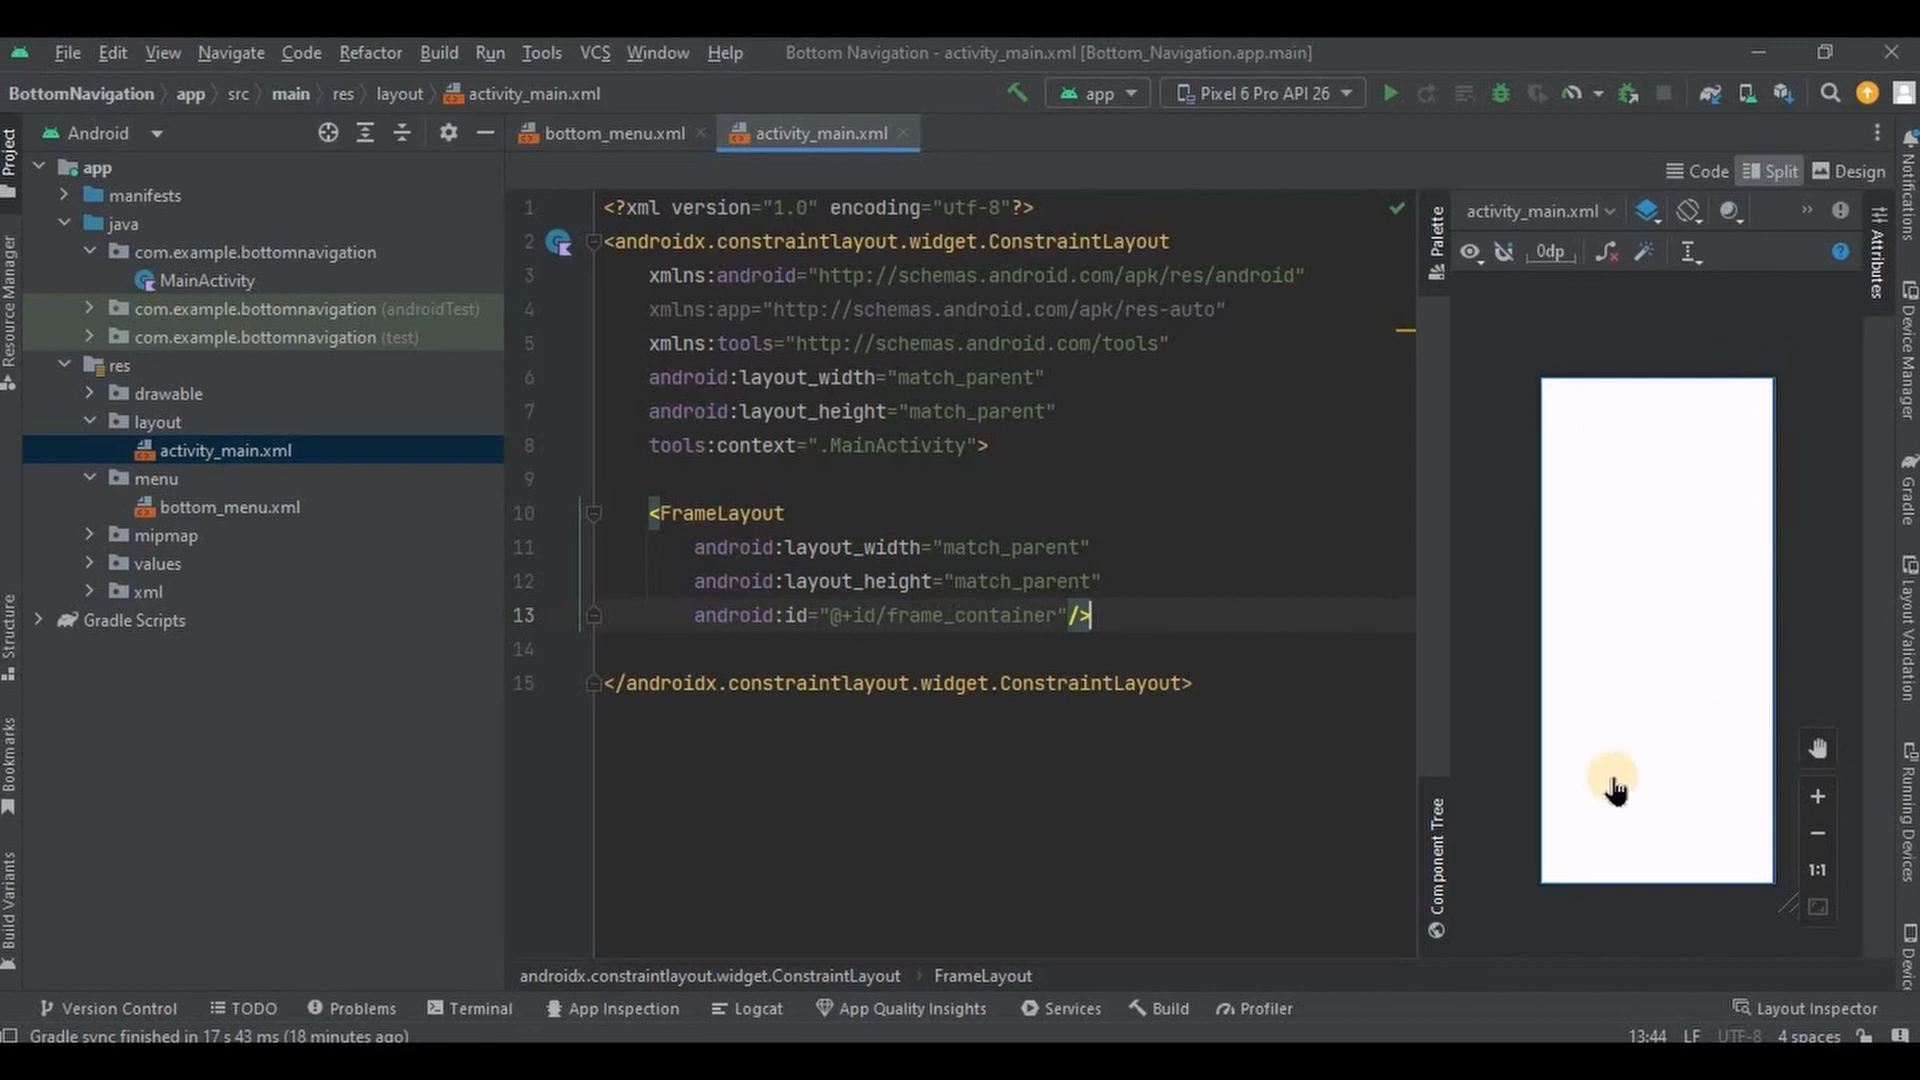 File Edit View Navigate Code Refactor Build Run Tools VCS Window Help Bottom Navigation - activity_main.xml [Bottom_Navigation.app.main]
BottomNavigation app src main res layout activity_main.xml app Pixel 6 Pro API 26
Android bottom_menu.xml activity_main.xml
Code Split Design
app
manifests
java
com.example.bottomnavigation
MainActivity
com.example.bottomnavigation (androidTest)
com.example.bottomnavigation (test)
res
drawable
layout
activity_main.xml
menu
bottom_menu.xml
mipmap
values
xml
Gradle Scripts
1 <?xml version="1.0" encoding="utf-8"?>
2 <androidx.constraintlayout.widget.ConstraintLayout
3 xmlns:android="http://schemas.android.com/apk/res/android"
4 xmlns:app="http://schemas.android.com/apk/res-auto"
5 xmlns:tools="http://schemas.android.com/tools"
6 android:layout_width="match_parent"
7 android:layout_height="match_parent"
8 tools:context=".MainActivity">
9
10 <FrameLayout
11 android:layout_width="match_parent"
12 android:layout_height="match_parent"
13 android:id="@+id/frame_container"/>
14
15 </androidx.constraintlayout.widget.ConstraintLayout>
activity_main.xml
0dp
1:1
Project
Resource Manager
Structure
Bookmarks
Build Variants
Palette
Component Tree
Attributes
Notifications
Device Manager
Gradle
Layout Validation
Running Devices
androidx.constraintlayout.widget.ConstraintLayout FrameLayout
Version Control TODO Problems Terminal App Inspection Logcat App Quality Insights Services Build Profiler Layout Inspector
Gradle sync finished in 17 s 43 ms (18 minutes ago) 13:44 LF UTF-8 4 spaces